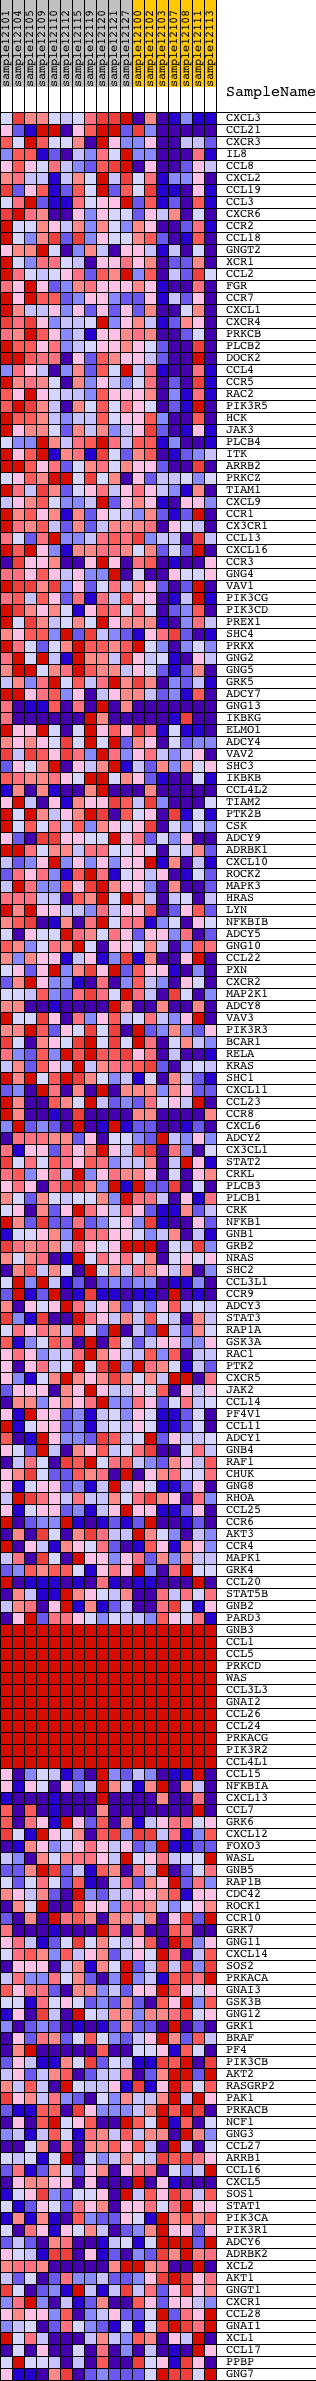 sample12101
sample12104
sample12105
sample12109
sample12110
sample12112
sample12115
sample12119
sample12120
sample12127
sample12100
sample12102
sample12103
sample12107
sample12108
sample12111
sample12113
SampleName
CXCL3
CCL21
CXCR3
IL8
CCL8
CXCL2
CCL19
CCL3
CXCR6
CCR2
CCL18
GNGT2
XCR1
CCL2
FGR
CCR7
CXCL1
CXCR4
PRKCB
PLCB2
DOCK2
CCL4
CCR5
RAC2
PIK3R5
HCK
JAK3
PLCB4
ITK
ARRB2
PRKCZ
TIAM1
CXCL9
CCR1
CX3CR1
CCL13
CXCL16
CCR3
GNG4
VAV1
PIK3CG
PIK3CD
PREX1
SHC4
PRKX
GNG2
GNG5
GRK5
ADCY7
GNG13
IKBKG
ELMO1
ADCY4
VAV2
SHC3
IKBKB
CCL4L2
TIAM2
PTK2B
CSK
ADCY9
ADRBK1
CXCL10
ROCK2
MAPK3
HRAS
LYN
NFKBIB
ADCY5
GNG10
CCL22
PXN
CXCR2
MAP2K1
ADCY8
VAV3
PIK3R3
BCAR1
RELA
KRAS
SHC1
CXCL11
CCL23
CCR8
CXCL6
ADCY2
CX3CL1
STAT2
CRKL
PLCB3
PLCB1
CRK
NFKB1
GNB1
GRB2
NRAS
SHC2
CCL3L1
CCR9
ADCY3
STAT3
RAP1A
GSK3A
RAC1
PTK2
CXCR5
JAK2
CCL14
PF4V1
CCL11
ADCY1
GNB4
RAF1
CHUK
GNG8
RHOA
CCL25
CCR6
AKT3
CCR4
MAPK1
GRK4
CCL20
STAT5B
GNB2
PARD3
GNB3
CCL1
CCL5
PRKCD
WAS
CCL3L3
GNAI2
CCL26
CCL24
PRKACG
PIK3R2
CCL4L1
CCL15
NFKBIA
CXCL13
CCL7
GRK6
CXCL12
FOXO3
WASL
GNB5
RAP1B
CDC42
ROCK1
CCR10
GRK7
GNG11
CXCL14
SOS2
PRKACA
GNAI3
GSK3B
GNG12
GRK1
BRAF
PF4
PIK3CB
AKT2
RASGRP2
PAK1
PRKACB
NCF1
GNG3
CCL27
ARRB1
CCL16
CXCL5
SOS1
STAT1
PIK3CA
PIK3R1
ADCY6
ADRBK2
XCL2
AKT1
GNGT1
CXCR1
CCL28
GNAI1
XCL1
CCL17
PPBP
GNG7